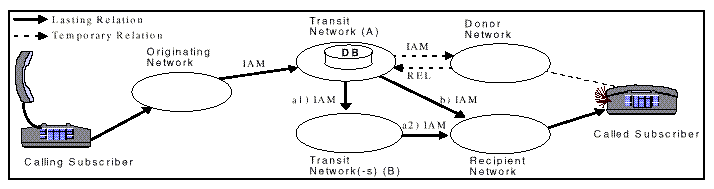 Lasting Relation
Temporary Relation
Transit
Network (A)
Donor
Network
Originating
Network
IAM
DB
IAM
REL
a1) IAM
b) IAM
a2) IAM
Calling Subscriber
Transit
Network(-s) (B)
Recipient
Network
Called Subscriber